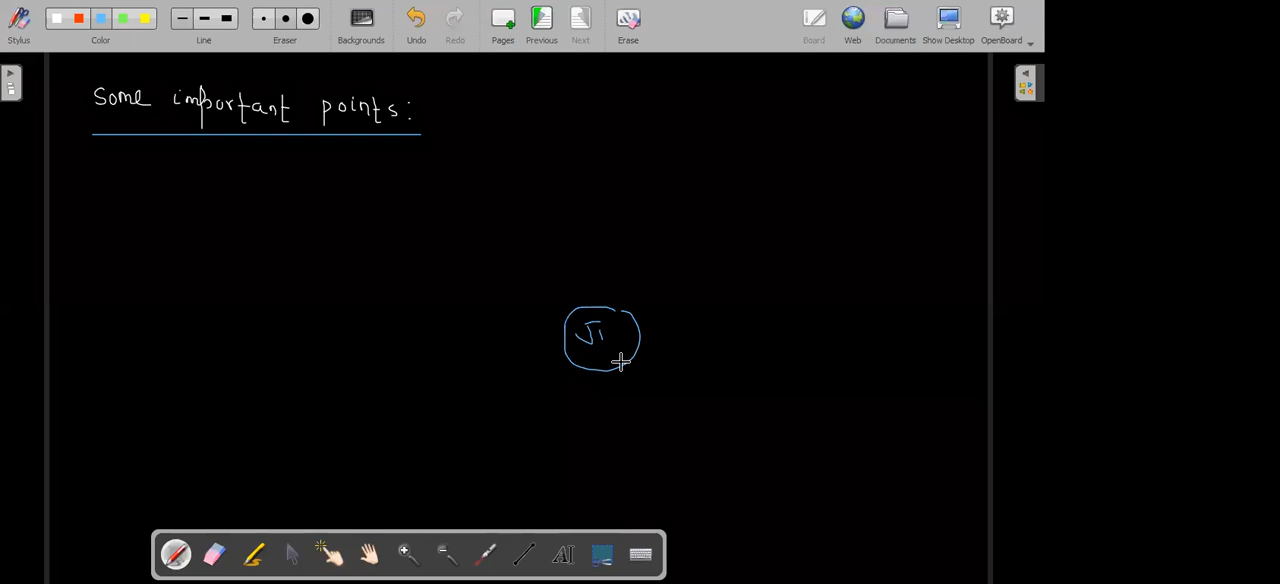 Stylus
Color
Line
Eraser
Backgrounds
Undo
Redo
Pages
Previous
Next
Erase
Board
Web
Documents
Show Desktop
OpenBoard
Some important points:
AI